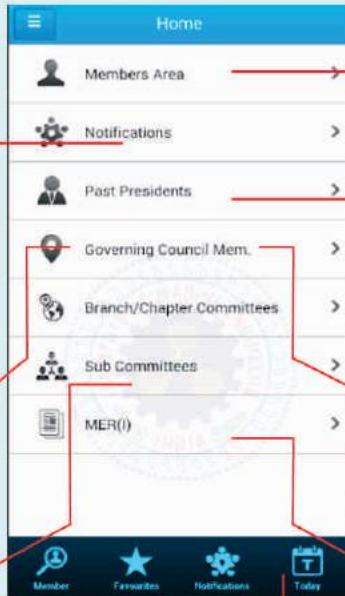 Home
Members Area
Notifications
Past Presidents
Governing Council Mem.
Branch/Chapter Committees
Sub Committees
MER(I)
INDIA
Member
Favourites
Notifications
T
Today